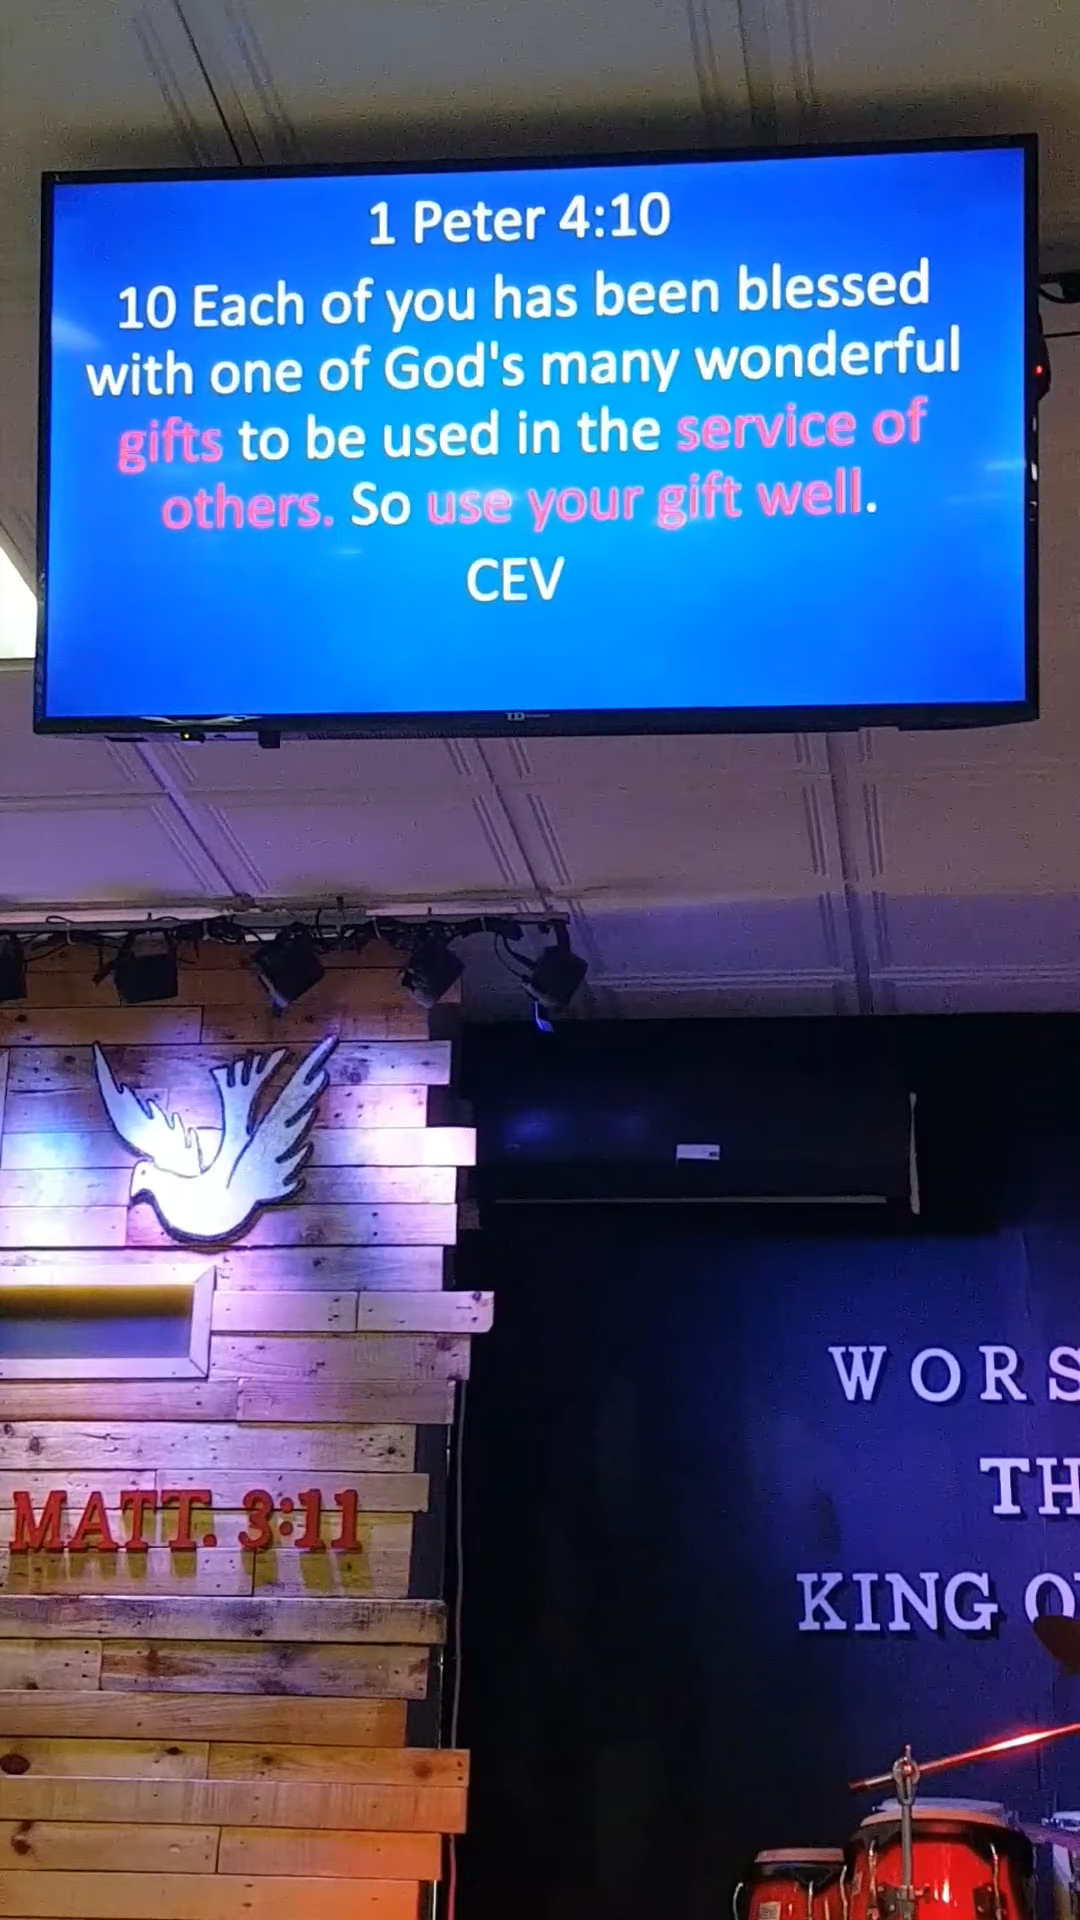 1 Peter 4:10
10 Each of you has been blessed
with one of God's many wonderful
gifts to be used in the service of
others. So use your gift well.
CEV
MATT. 3:11
WORS
TH
KING O